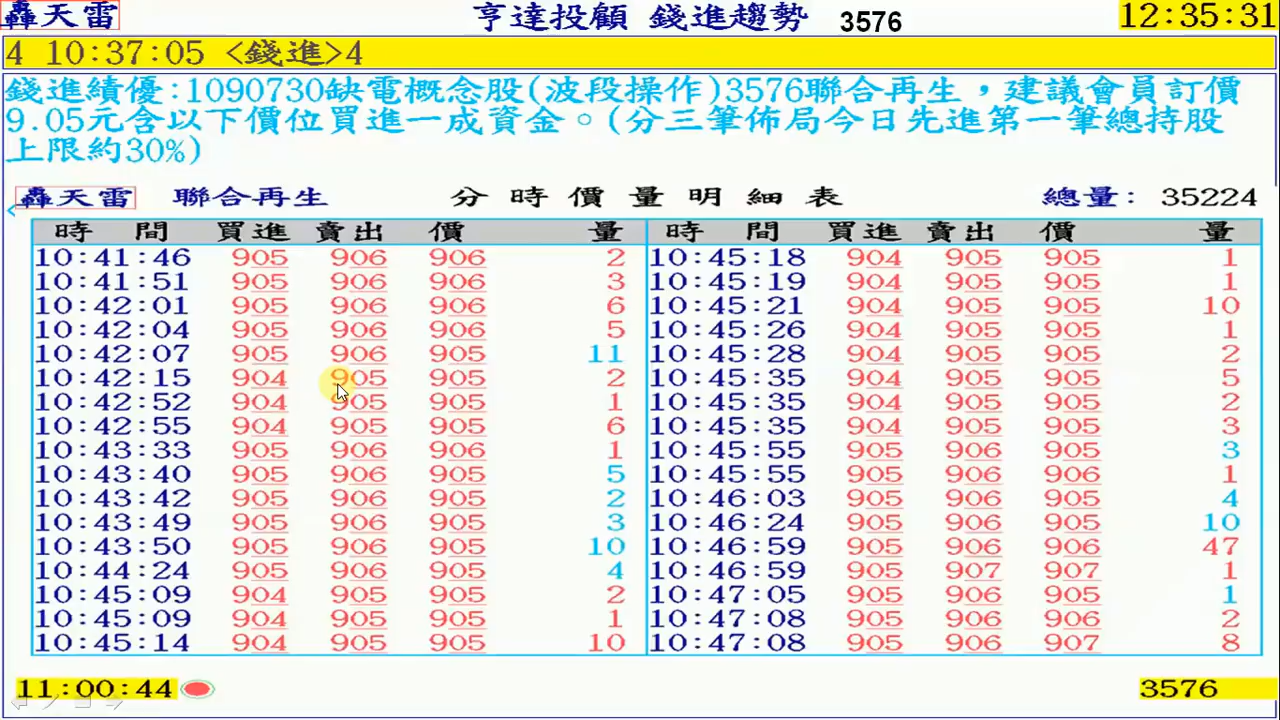 轟天雷 亨達投顧 錢進趨勢 3576 12:35:31
4 10:37:05 <錢進>4
錢進績優:1090730缺電概念股(波段操作)3576聯合再生，建議會員訂價
9.05元含以下價位買進一成資金。(分三筆佈局今日先進第一筆總持股
上限約30%)
轟天雷 聯合再生 分時價量明細表 總量: 35224
時 間 買進 賣出 價 量 時 間 買進 賣出 價 量
10:41:46 905 906 906 2 10:45:18 904 905 905 1
10:41:51 905 906 906 3 10:45:19 904 905 905 1
10:42:01 905 906 906 6 10:45:21 904 905 905 10
10:42:04 905 906 906 5 10:45:26 904 905 905 1
10:42:07 905 906 905 11 10:45:28 904 905 905 2
10:42:15 904 905 905 2 10:45:35 904 905 905 5
10:42:52 904 905 905 1 10:45:35 904 905 905 2
10:42:55 904 905 905 6 10:45:35 904 905 905 3
10:43:33 905 906 906 1 10:45:55 905 906 905 3
10:43:40 905 906 905 5 10:45:55 905 906 906 1
10:43:42 905 906 905 2 10:46:03 905 906 905 4
10:43:49 905 906 905 3 10:46:24 905 906 905 10
10:43:50 905 906 905 10 10:46:59 905 906 906 47
10:44:24 905 906 905 4 10:46:59 905 907 907 1
10:45:09 904 905 905 2 10:47:05 905 906 905 1
10:45:09 904 905 905 1 10:47:08 905 906 906 2
10:45:14 904 905 905 10 10:47:08 905 906 907 8
11:00:44 3576